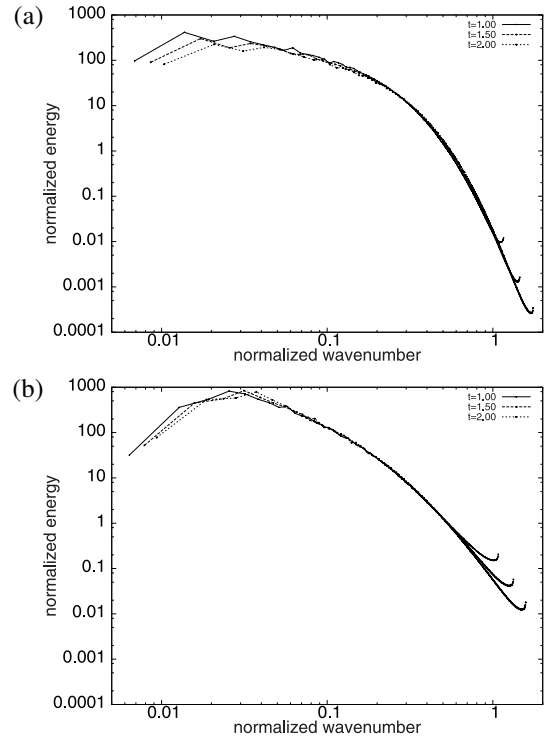 (a)
1000
100
10
1
0.1
0.01
0.001
0.0001
normalized energy
t=1.00
t=1.50
t=2.00
0.01
0.1
1
normalized wavenumber
(b)
1000
100
10
1
0.1
0.01
0.001
0.0001
normalized energy
t=1.00
t=1.50
t=2.00
0.01
0.1
1
normalized wavenumber